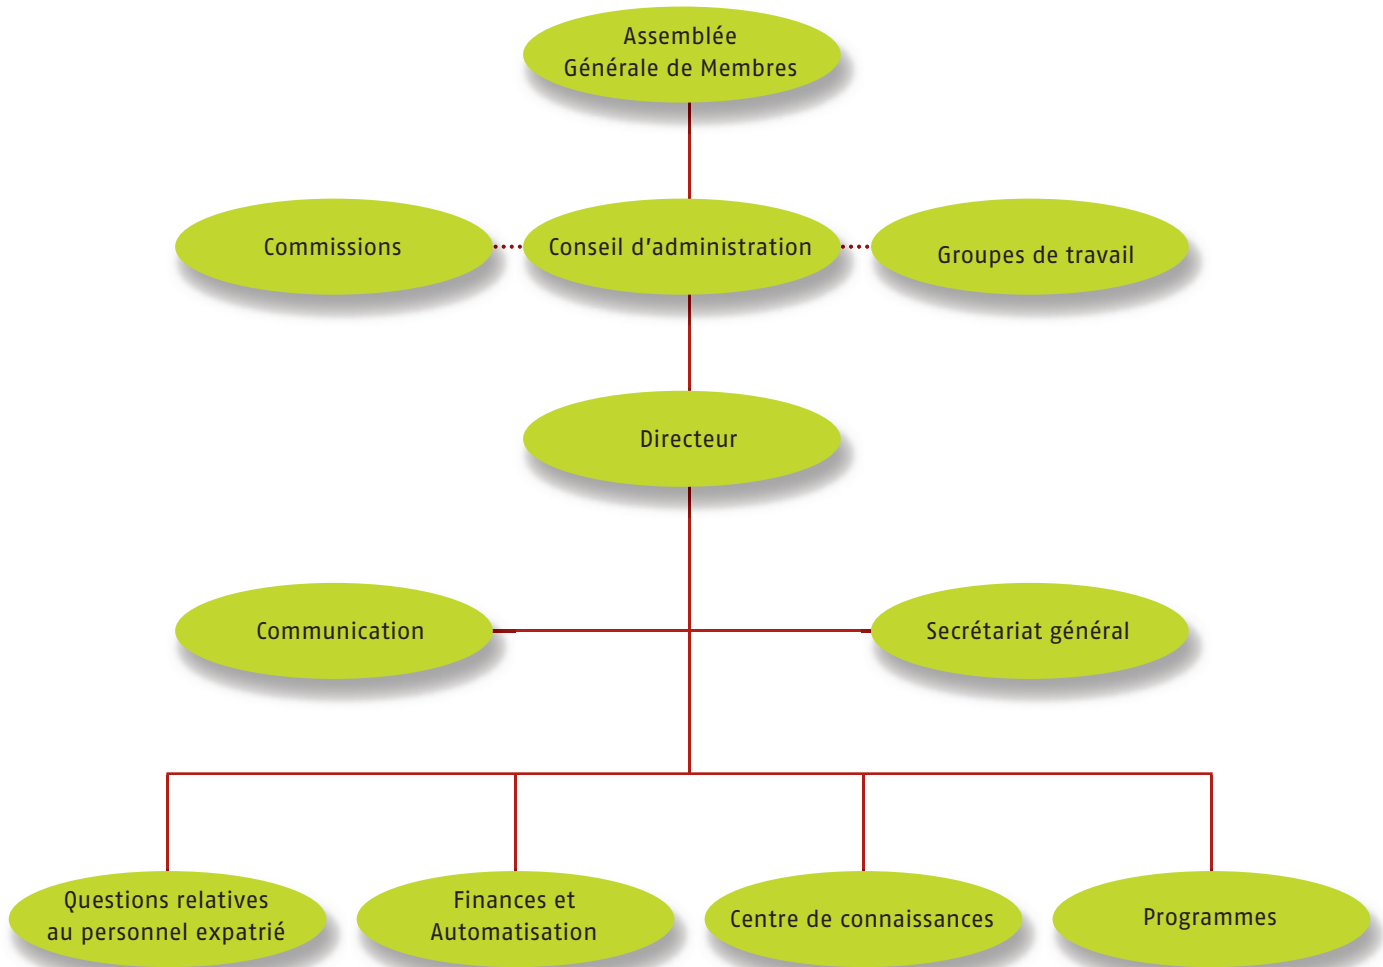 Assemblée
Générale de Membres
Commissions
Conseil d'administration
Groupes de travail
Directeur
Communication
Secrétariat général
Questions relatives
au personnel expatrié
Finances et
Automatisation
Centre de connaissances
Programmes